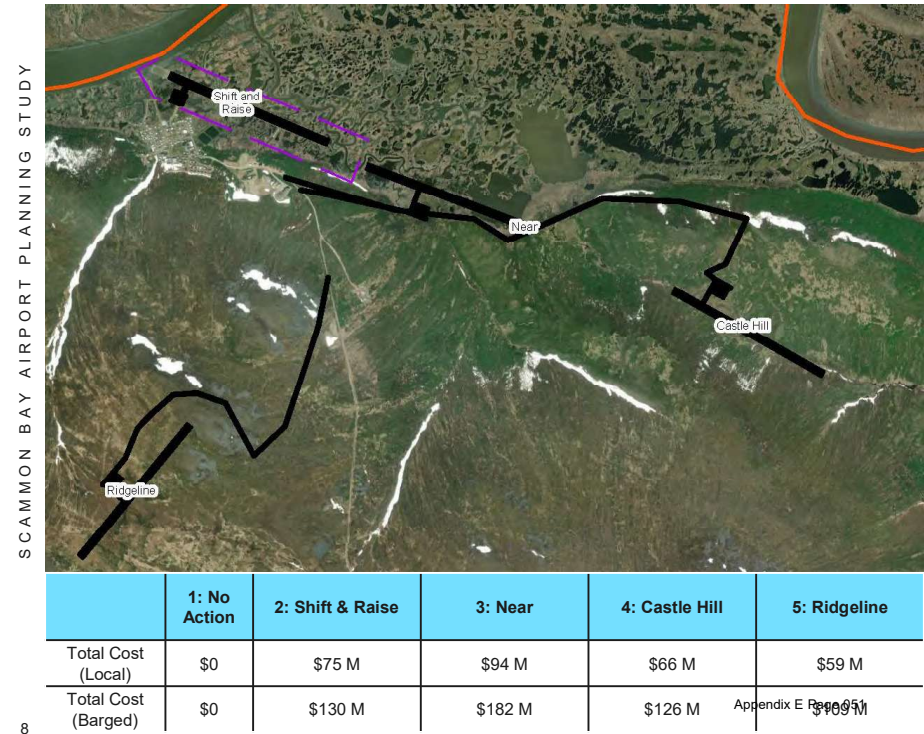 SCAMMON BAY AIRPORT PLANNING STUDY
Shift and
Raise
Near
Castle Hill
Ridgeline
1: No
Action
2: Shift & Raise
3: Near
4: Castle Hill
5: Ridgeline
Total Cost
(Local)
$0
$75 M
$94 M
$66 M
$59 M
Total Cost
(Barged)
$0
$130 M
$182 M
$126 M
$109 M
Appendix E Page 051
8